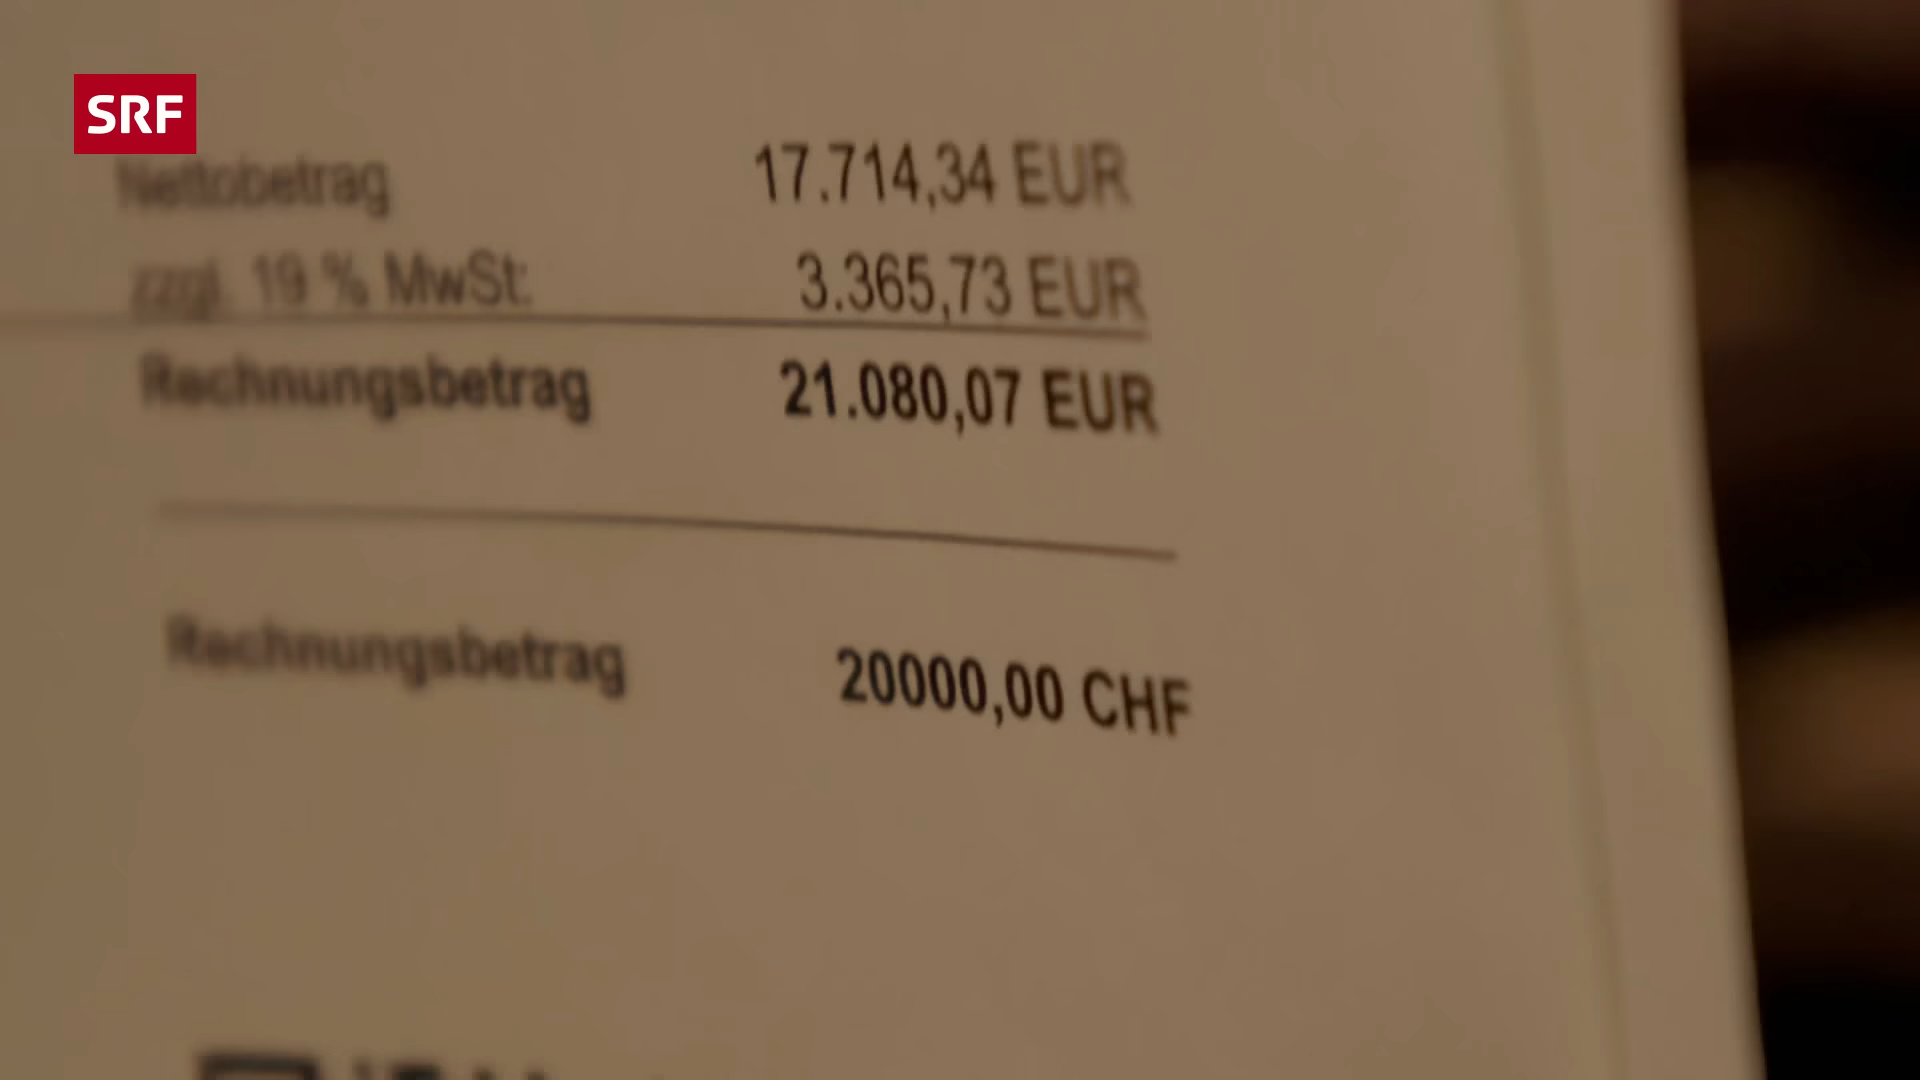 SRF
Nettobetrag 17.714,34 EUR
zzgl. 19 % MwSt: 3.365,73 EUR
Rechnungsbetrag 21.080,07 EUR
Rechnungsbetrag 20000,00 CHF